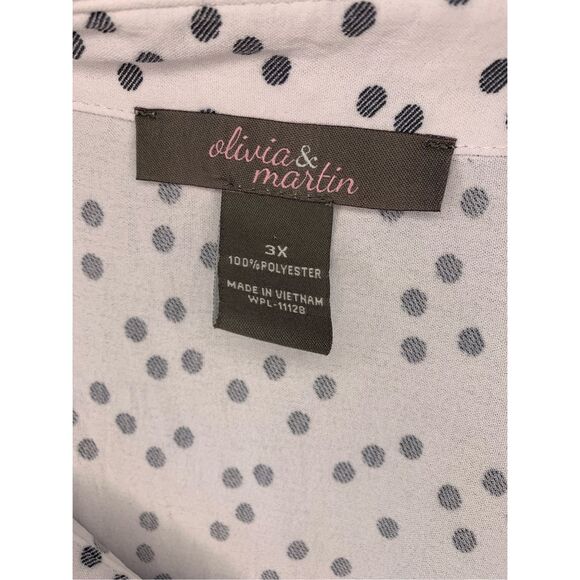 olivia &
martin
3X
100% POLYESTER
MADE IN VIETNAM
WPL-11128